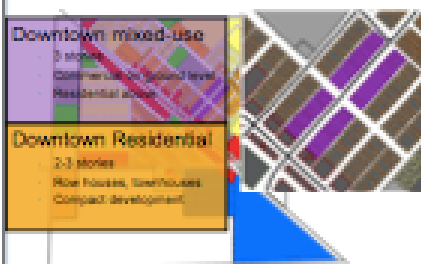 Downtown mixed-use
3 stories
Commercial on ground level
Residential above
Downtown Residential
2-3 stories
Row houses, townhouses
Compact development